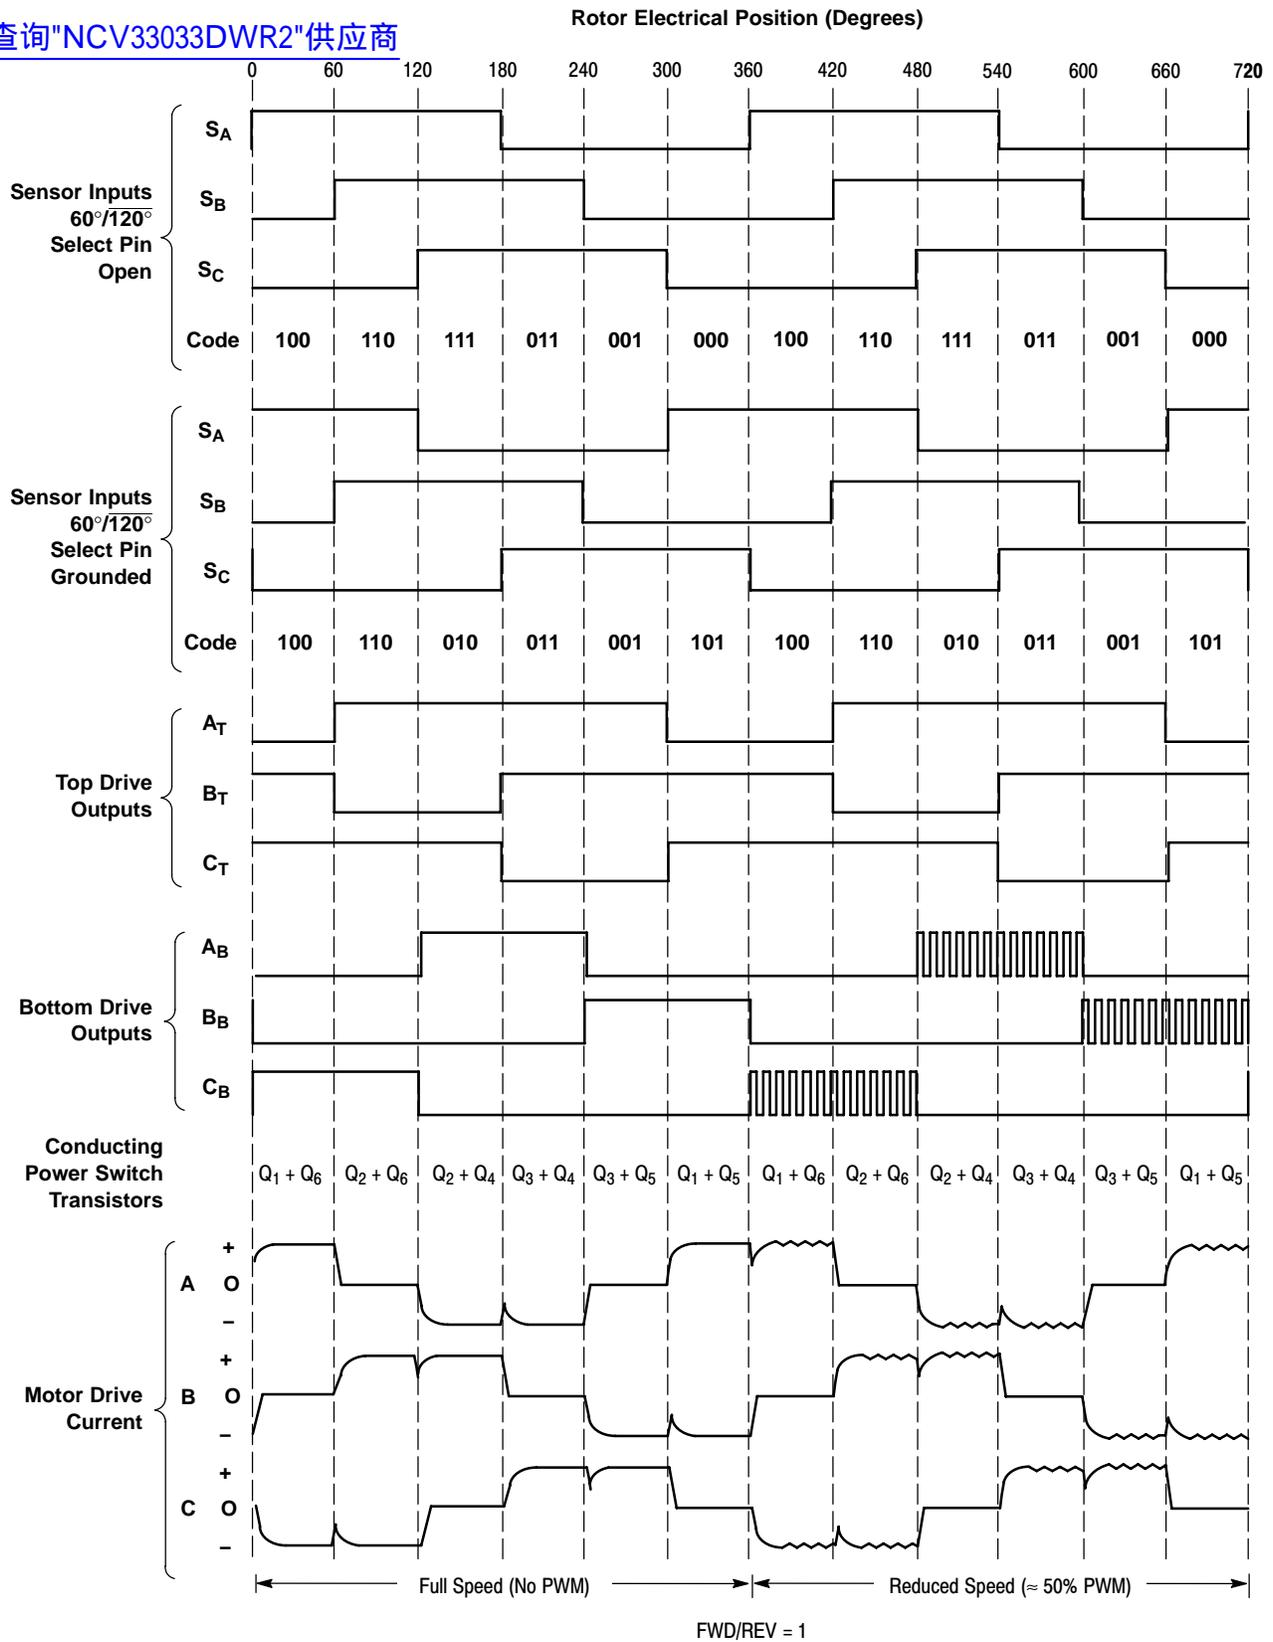 Rotor Electrical Position (Degrees)
查询"NCV33033DWR2"供应商
0 60 120 180 240 300 360 420 480 540 600 660 720
Sensor Inputs
60°/120°
Select Pin
Open
SA
SB
SC
Code 100 110 111 011 001 000 100 110 111 011 001 000
Sensor Inputs
60°/120°
Select Pin
Grounded
SA
SB
SC
Code 100 110 010 011 001 101 100 110 010 011 001 101
Top Drive
Outputs
AT
BT
CT
Bottom Drive
Outputs
AB
BB
CB
Conducting
Power Switch
Transistors
Q1 + Q6 Q2 + Q6 Q2 + Q4 Q3 + Q4 Q3 + Q5 Q1 + Q5 Q1 + Q6 Q2 + Q6 Q2 + Q4 Q3 + Q4 Q3 + Q5 Q1 + Q5
Motor Drive
Current
+
A O
−
+
B O
−
+
C O
−
Full Speed (No PWM) Reduced Speed (≈ 50% PWM)
FWD/REV = 1